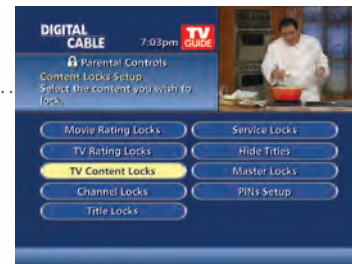 DIGITAL
CABLE
7:03pm
TV
GUIDE
Parental Controls
Content Locks Setup.
Select the content you wish to
lock.
Movie Rating Locks
Service Locks
TV Rating Locks
Hide Titles
TV Content Locks
Master Locks
Channel Locks
PINs Setup
Title Locks